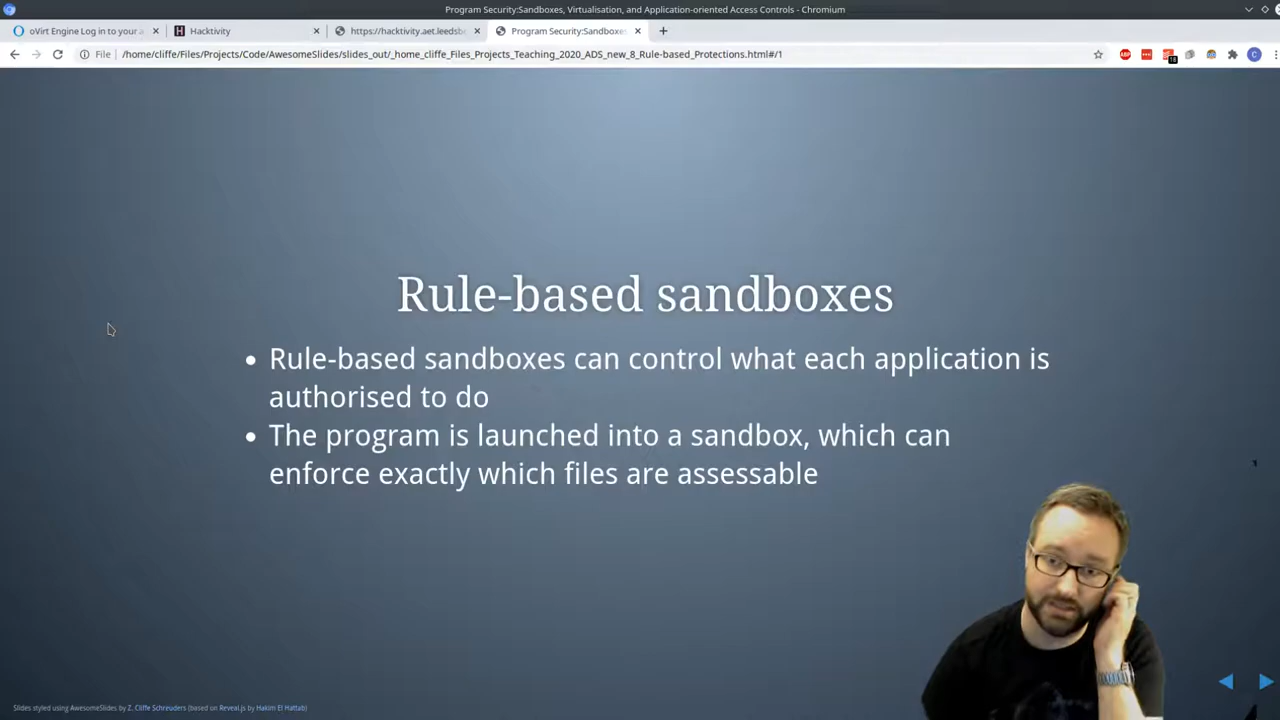 Program Security:Sandboxes, Virtualisation, and Application-oriented Access Controls - Chromium
oVirt Engine Log in to your a
Hacktivity
https://hacktivity.aet.leedsbe
Program Security:Sandboxes
File
/home/cliffe/Files/Projects/Code/AwesomeSlides/slides_out/_home_cliffe_Files_Projects_Teaching_2020_ADS_new_8_Rule-based_Protections.html#/1
ABP
18
C
Rule-based sandboxes
• Rule-based sandboxes can control what each application is
authorised to do
• The program is launched into a sandbox, which can
enforce exactly which files are assessable
Slides styled using AwesomeSlides by Z. Cliffe Schreuders (based on Reveal.js by Hakim El Hattab)